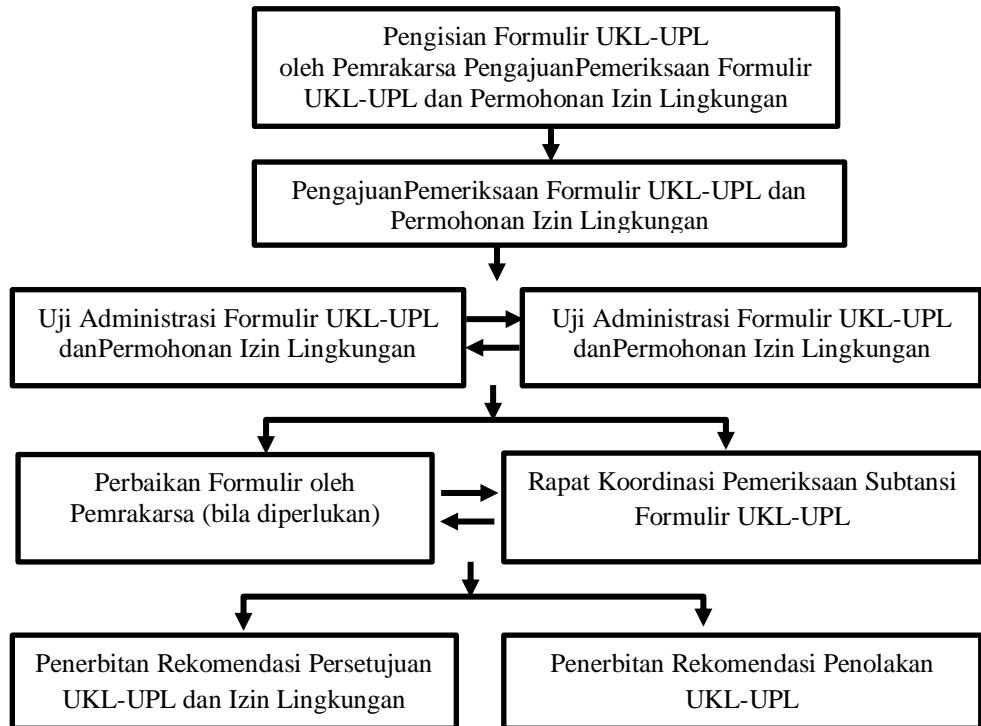 Pengisian Formulir UKL-UPL
oleh Pemrakarsa PengajuanPemeriksaan Formulir
UKL-UPL dan Permohonan Izin Lingkungan
PengajuanPemeriksaan Formulir UKL-UPL dan
Permohonan Izin Lingkungan
Uji Administrasi Formulir UKL-UPL
danPermohonan Izin Lingkungan
Uji Administrasi Formulir UKL-UPL
danPermohonan Izin Lingkungan
Perbaikan Formulir oleh
Pemrakarsa (bila diperlukan)
Rapat Koordinasi Pemeriksaan Subtansi
Formulir UKL-UPL
Penerbitan Rekomendasi Persetujuan
UKL-UPL dan Izin Lingkungan
Penerbitan Rekomendasi Penolakan
UKL-UPL